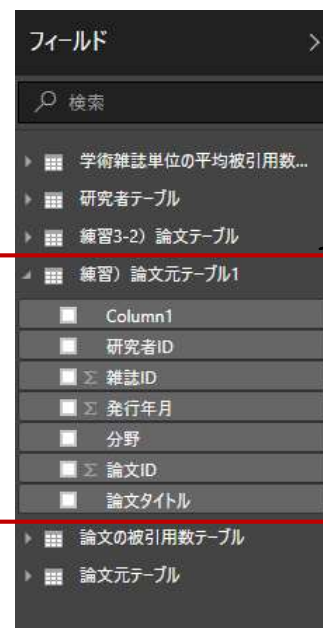 フィールド
検索
学術雑誌単位の平均被引用数...
研究者テーブル
練習3-2）論文テーブル
練習）論文元テーブル1
Column1
研究者ID
Σ 雑誌ID
Σ 発行年月
分野
Σ 論文ID
論文タイトル
論文の被引用数テーブル
論文元テーブル